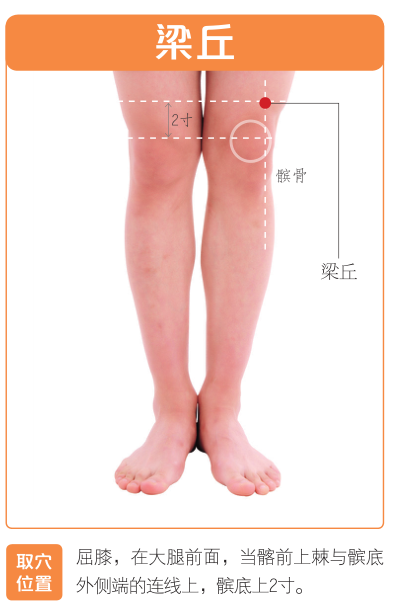 梁丘
2寸
髌骨
梁丘
取穴
位置
屈膝，在大腿前面，当髂前上棘与髌底
外侧端的连线上，髌底上2寸。